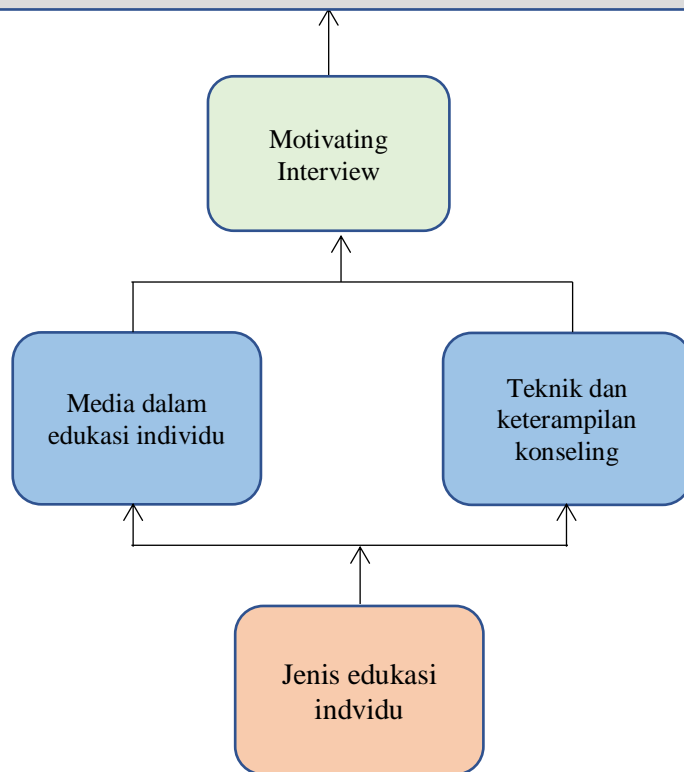 Motivating
Interview
Media dalam
edukasi individu
Teknik dan
keterampilan
konseling
Jenis edukasi
indvidu